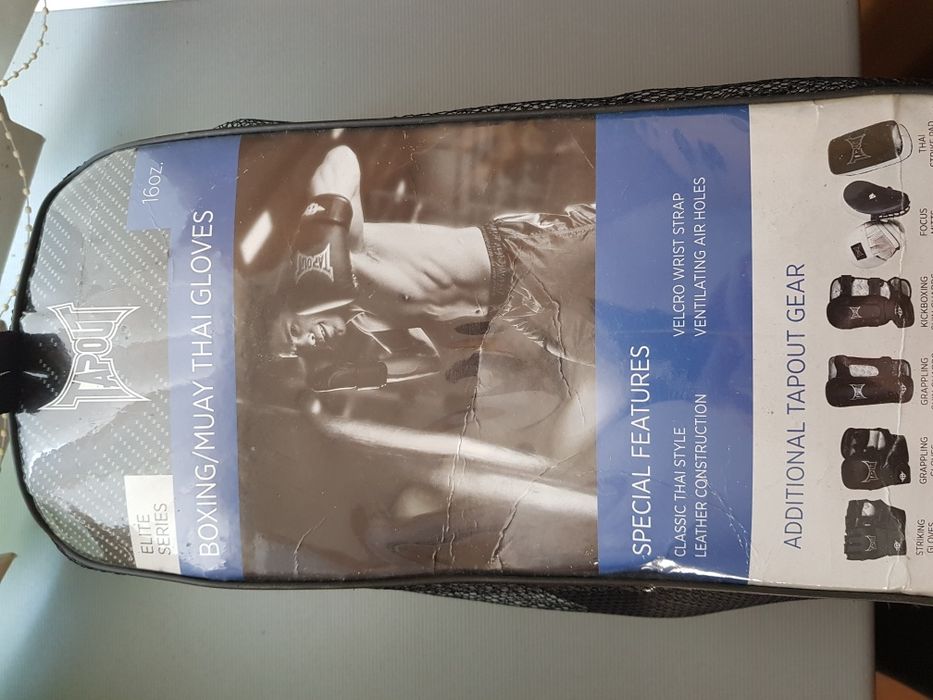 TAPOUT
16oz.
ELITE
SERIES
BOXING/MUAY THAI GLOVES
TAPOUT
SPECIAL FEATURES
CLASSIC THAI STYLE
LEATHER CONSTRUCTION
VELCRO WRIST STRAP
VENTILATING AIR HOLES
ADDITIONAL TAPOUT GEAR
STRIKING
GLOVES
GRAPPLING
GRAPPLING
KICKBOXING
FOCUS
THAI